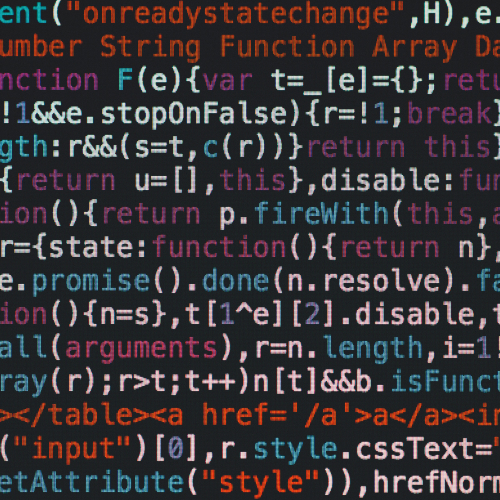 ent("onreadystatechange",H),e.
umber String Function Array Da
nction F(e){var t=_[e]={};retu
!1&&e.stopOnFalse){r=!1;break}
gth:r&&(s=t,c(r))}return this}
{return u=[],this},disable:fun
ion(){return p.fireWith(this,a
r={state:function(){return n},
e.promise().done(n.resolve).fa
ion(){n=s},t[1^e][2].disable,t
all(arguments),r=n.length,i=1!
ray(r);r>t;t++)n[t]&&b.isFunct
></table><a href='/a'>a</a><in
("input")[0],r.style.cssText="
etAttribute("style")),hrefNorm